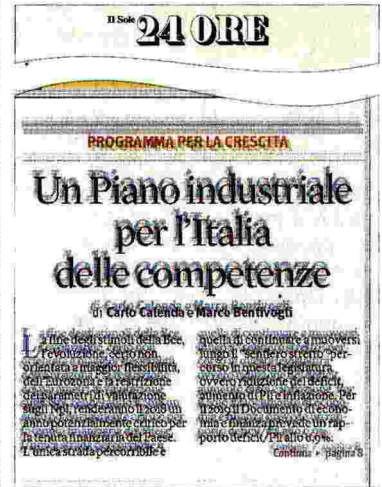 Il Sole
24 ORE
PROGRAMMA PER LA CRESCITA
Un Piano industriale
per l'Italia
delle competenze
di Carlo Calenda e Marco Bentivogli
La fine degli stimoli della Bce,
l'evoluzione, certo non
orientata a maggior flessibilità,
dell'Eurozona e la restrizione
dei parametri di valutazione
sugli Npl, renderanno il 2018 un
anno potenzialmente critico per
la tenuta finanziaria del Paese.
L'unica strada percorribile è
quella di continuare a muoversi
lungo il "sentiero stretto" per-
corso in questa legislatura,
ovvero riduzione del deficit,
aumento di Pil e inflazione. Per
il 2019 il Documento di econo-
mia e finanza prevede un rap-
porto deficit/Pil allo 0,9%.
Continua pagina 8